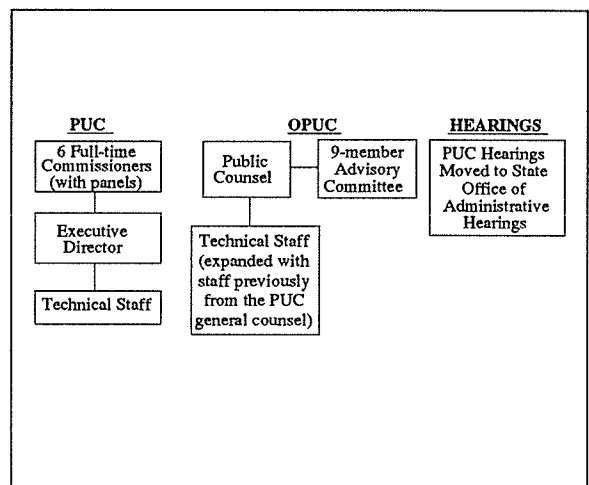 PUC
6 Full-time
Commissioners
(with panels)
Executive
Director
Technical Staff
OPUC
Public
Counsel
9-member
Advisory
Committee
Technical Staff
(expanded with
staff previously
from the PUC
general counsel)
HEARINGS
PUC Hearings
Moved to State
Office of
Administrative
Hearings